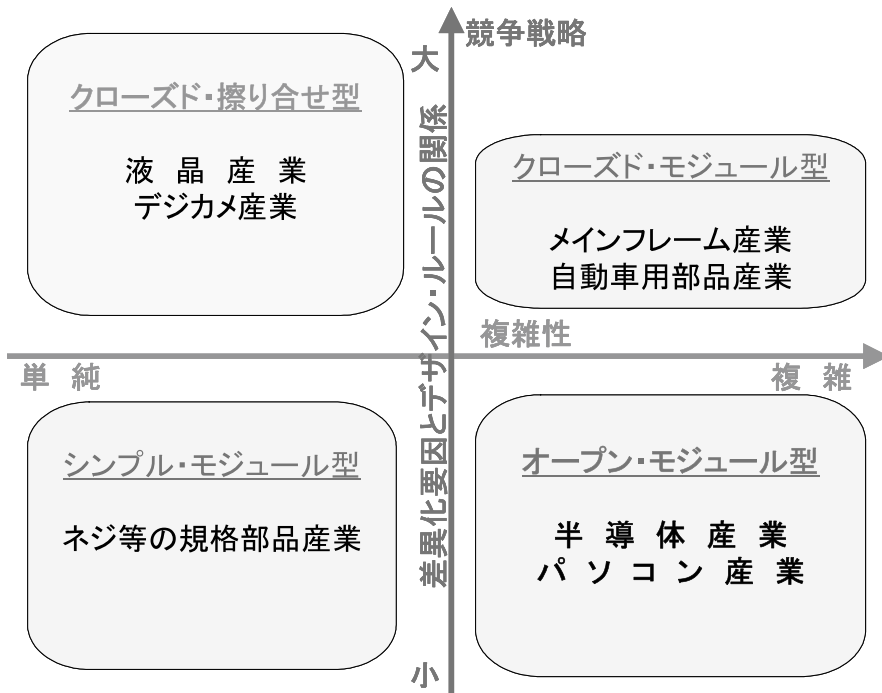 競争戦略
大
クローズド・擦り合せ型
液晶産業
デジカメ産業
クローズド・モジュール型
メインフレーム産業
自動車用部品産業
差異化要因とデザイン・ルールの関係
複雑性
単純
複雑
シンプル・モジュール型
ネジ等の規格部品産業
オープン・モジュール型
半導体産業
パソコン産業
小